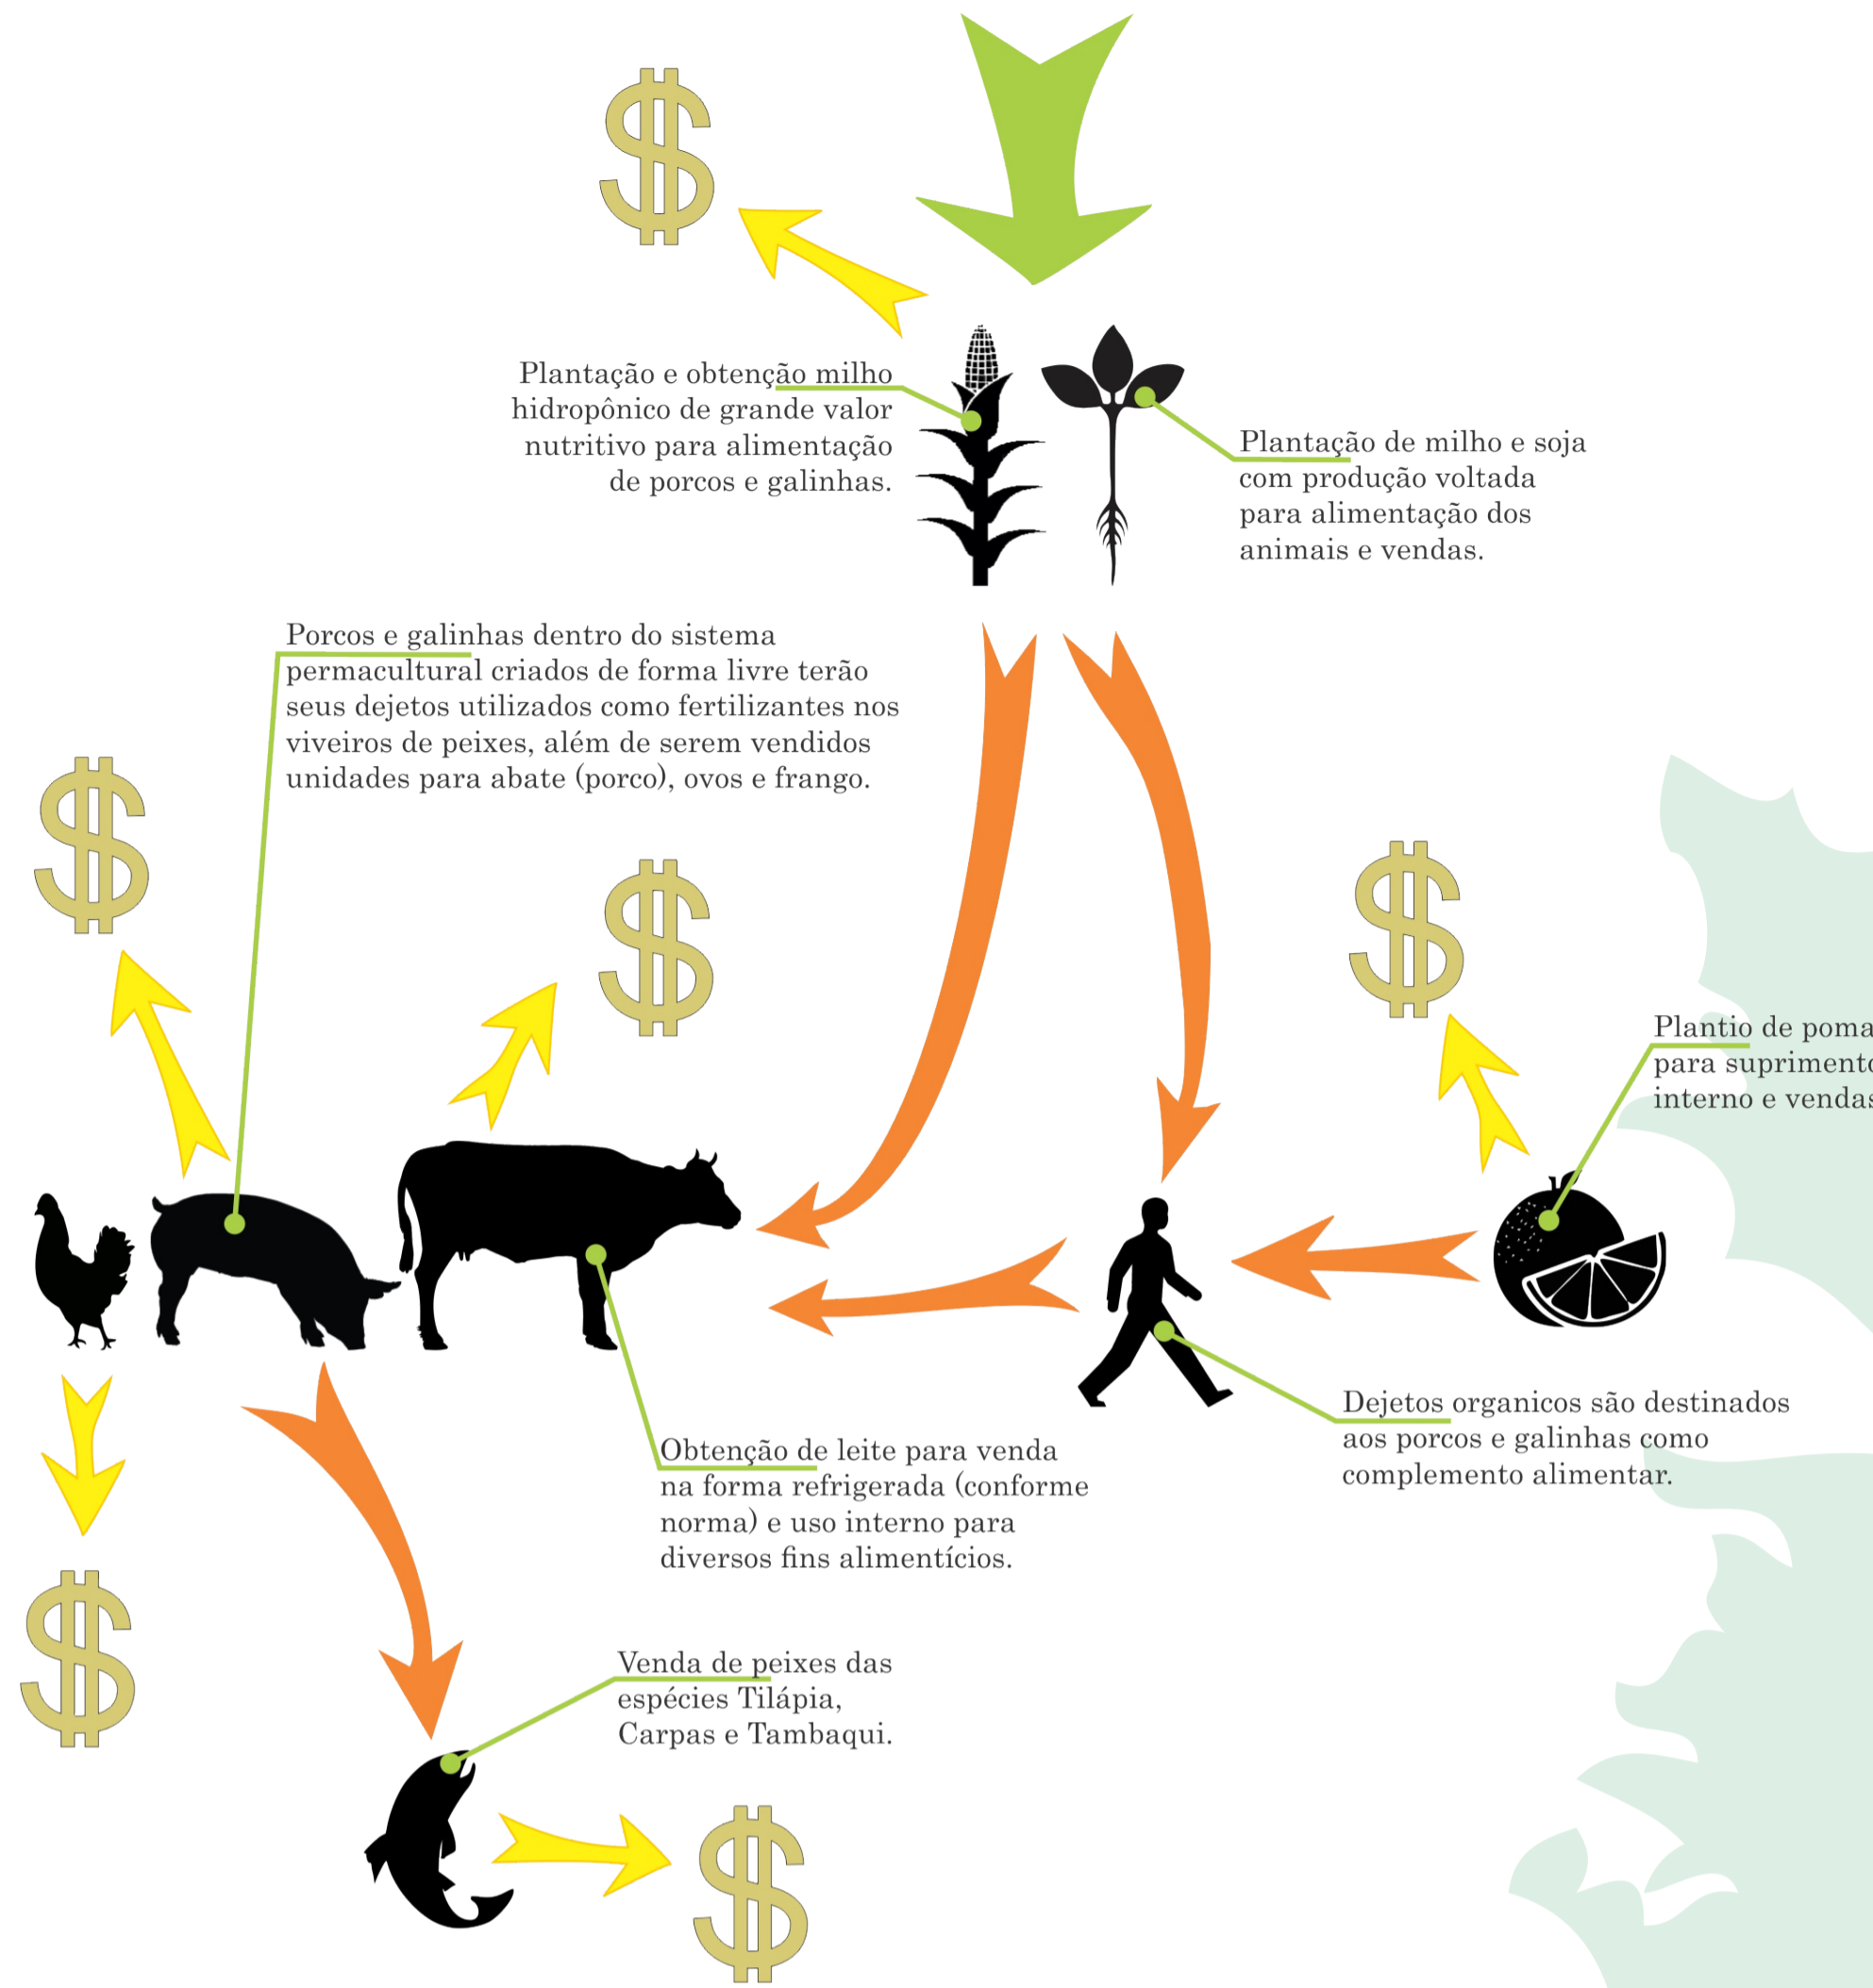 Plantação e obtenção milho
hidropônico de grande valor
nutritivo para alimentação
de porcos e galinhas.
Plantação de milho e soja
com produção voltada
para alimentação dos
animais e vendas.
Porcos e galinhas dentro do sistema
permacultural criados de forma livre terão
seus dejetos utilizados como fertilizantes nos
viveiros de peixes, além de serem vendidos
unidades para abate (porco), ovos e frango.
Plantio de poma
para suprimento
interno e vendas
Dejetos organicos são destinados
aos porcos e galinhas como
complemento alimentar.
Obtenção de leite para venda
na forma refrigerada (conforme
norma) e uso interno para
diversos fins alimentícios.
Venda de peixes das
espécies Tilápia,
Carpas e Tambaqui.